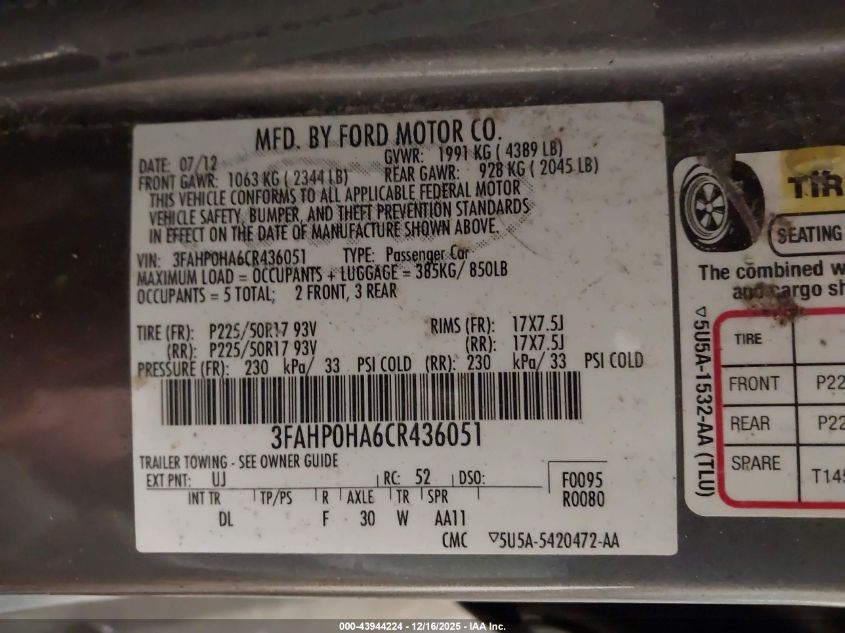 MFD. BY FORD MOTOR CO.
DATE: 07/12 GVWR: 1991 KG ( 4389 LB)
FRONT GAWR: 1063 KG ( 2344 LB) REAR GAWR: 928 KG ( 2045 LB)
THIS VEHICLE CONFORMS TO ALL APPLICABLE FEDERAL MOTOR
VEHICLE SAFETY, BUMPER, AND THEFT PREVENTION STANDARDS
IN EFFECT ON THE DATE OF MANUFACTURE SHOWN ABOVE.
VIN: 3FAHP0HA6CR436051 TYPE: Passenger Car
MAXIMUM LOAD = OCCUPANTS + LUGGAGE = 385KG/ 850LB
OCCUPANTS = 5 TOTAL; 2 FRONT, 3 REAR
TIRE (FR): P225/50R17 93V RIMS (FR): 17X7.5J
(RR): P225/50R17 93V (RR): 17X7.5J
PRESSURE (FR): 230 kPa/ 33 PSI COLD (RR): 230 kPa/ 33 PSI COLD
3FAHP0HA6CR436051
TRAILER TOWING - SEE OWNER GUIDE
EXT PNT: UJ RC: 52 DSO: F0095
INT TR TP/PS R AXLE TR SPR R0080
DL F 30 W AA11
CMC ▽5U5A-5420472-AA
TIR
SEATING
The combined w
and cargo sh
▽5U5A-1532-AA (TLU)
TIRE
FRONT P22
REAR P22
SPARE T145
000-43944224 - 12/16/2025 - IAA Inc.